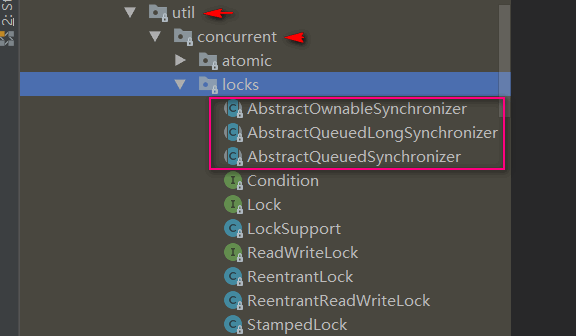 util
concurrent
atomic
locks
AbstractOwnableSynchronizer
AbstractQueuedLongSynchronizer
AbstractQueuedSynchronizer
Condition
Lock
LockSupport
ReadWriteLock
ReentrantLock
ReentrantReadWriteLock
StampedLock